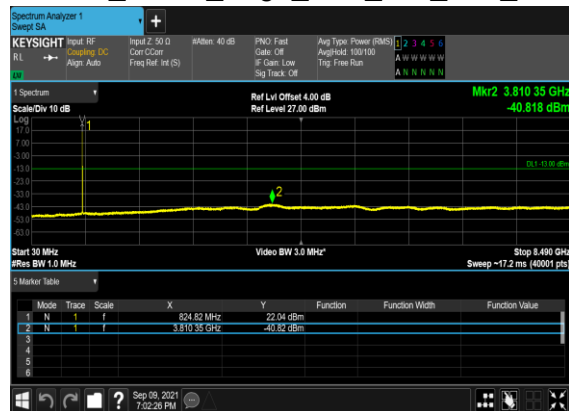 Spectrum Analyzer 1
Swept SA
+
KEYSIGHT Input: RF Input Z: 50 Ω #Atten: 40 dB PNO: Fast Avg Type: Power (RMS) 1 2 3 4 5 6
RL Coupling: DC Corr CCorr Gate: Off Avg|Hold: 100/100 A W W W W W
Align: Auto Freq Ref: Int (S) IF Gain: Low Trig: Free Run
Sig Track: Off A N N N N N
1 Spectrum Ref Lvl Offset 4.00 dB Mkr2 3.810 35 GHz
Scale/Div 10 dB Ref Level 27.00 dBm -40.818 dBm
Log
17.0
7.00
-3.00
-13.0 DL1 -13.00 dBm
-23.0
-33.0
-43.0
-53.0
-63.0
1
2
Start 30 MHz Video BW 3.0 MHz* Stop 8.490 GHz
#Res BW 1.0 MHz Sweep ~17.2 ms (40001 pts)
5 Marker Table
Mode Trace Scale X Y Function Function Width Function Value
1 N 1 f 824.82 MHz 22.04 dBm
2 N 1 f 3.810 35 GHz -40.82 dBm
3
4
5
6
? Sep 09, 2021
7:02:26 PM